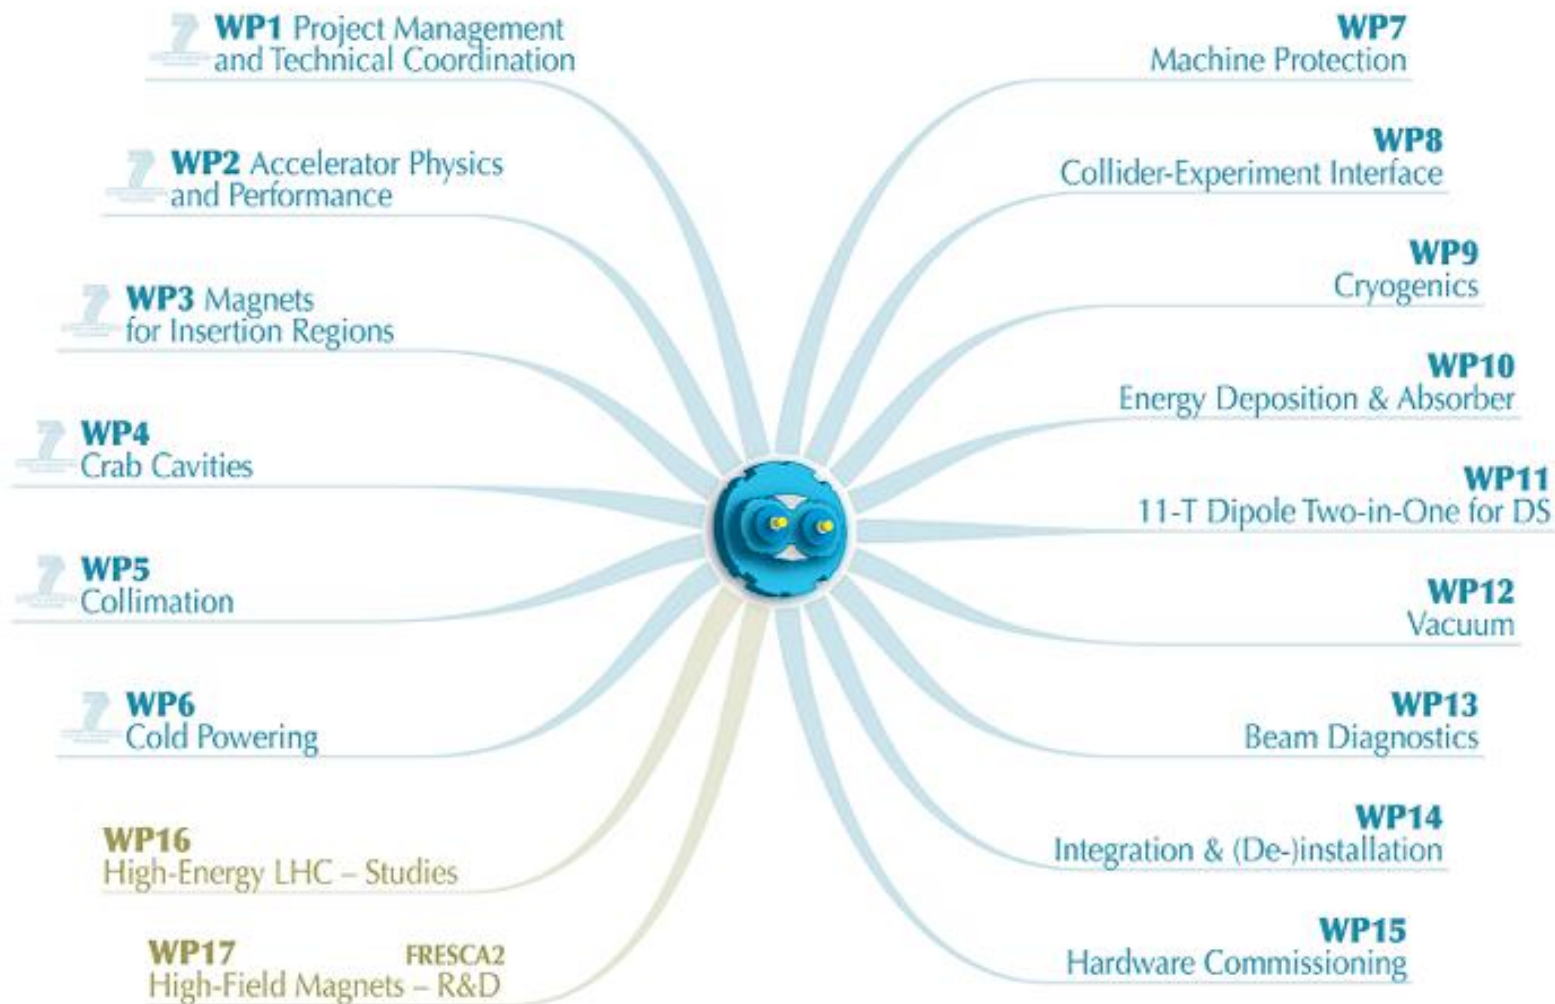 WP1 Project Management
and Technical Coordination
WP2 Accelerator Physics
and Performance
WP3 Magnets
for Insertion Regions
WP4
Crab Cavities
WP5
Collimation
WP6
Cold Powering
WP16
High-Energy LHC – Studies
WP17 FRESCA2
High-Field Magnets – R&D
WP7
Machine Protection
WP8
Collider-Experiment Interface
WP9
Cryogenics
WP10
Energy Deposition & Absorber
WP11
11-T Dipole Two-in-One for DS
WP12
Vacuum
WP13
Beam Diagnostics
WP14
Integration & (De-)installation
WP15
Hardware Commissioning